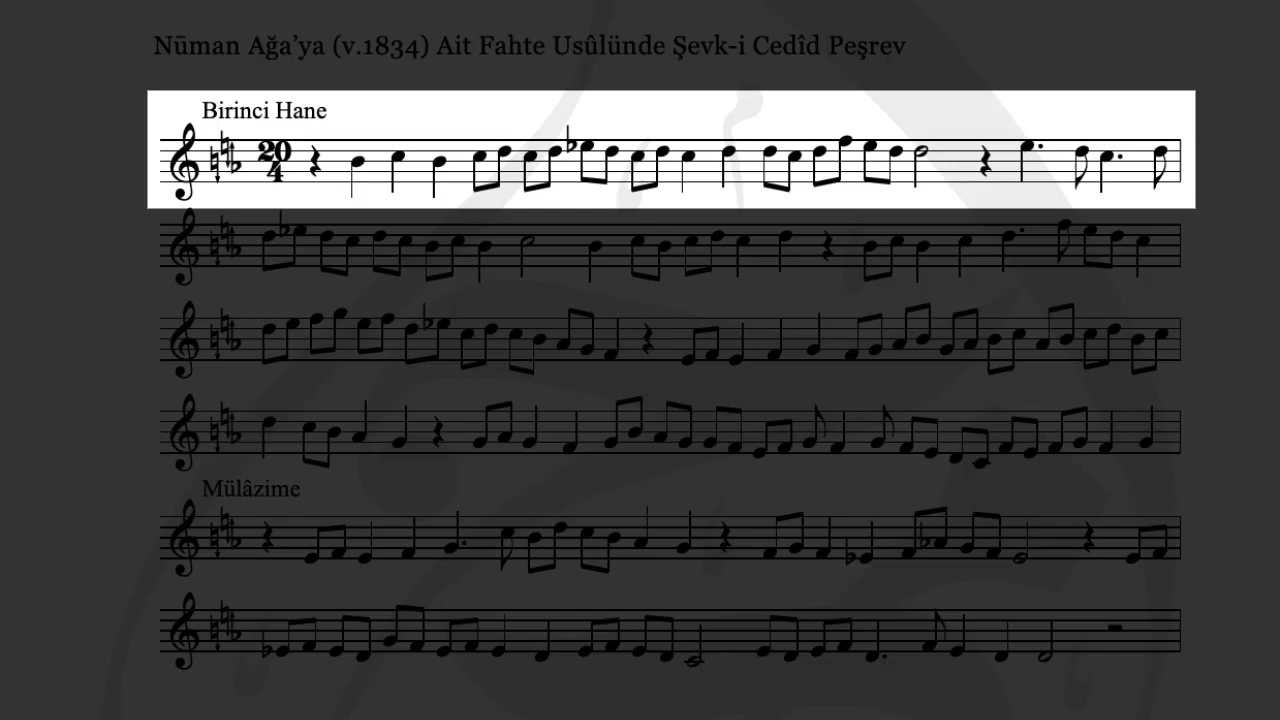 Nūman Ağa’ya (v.1834) Ait Fahte Usûlünde Şevk-i Cedîd Peşrev
Birinci Hane
20
4
Mülâzime